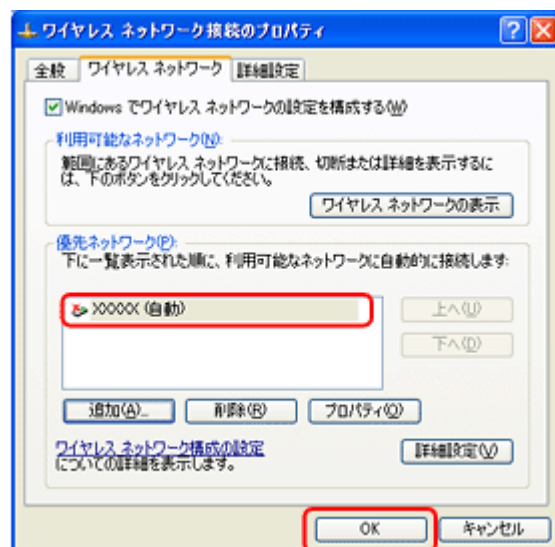 ワイヤレス ネットワーク接続のプロパティ
全般 ワイヤレス ネットワーク 詳細設定
Windows でワイヤレス ネットワークの設定を構成する(W)
利用可能なネットワーク(N):
範囲にあるワイヤレス ネットワークに接続、切断または詳細を表示するに
は、下のボタンをクリックしてください。
ワイヤレス ネットワークの表示
優先ネットワーク(P):
下に一覧表示された順に、利用可能なネットワークに自動的に接続します:
XXXXX (自動)
上へ(U)
下へ(D)
追加(A)... 削除(R) プロパティ(O)
ワイヤレス ネットワーク構成の設定
についての詳細を表示します。
詳細設定(V)
OK キャンセル